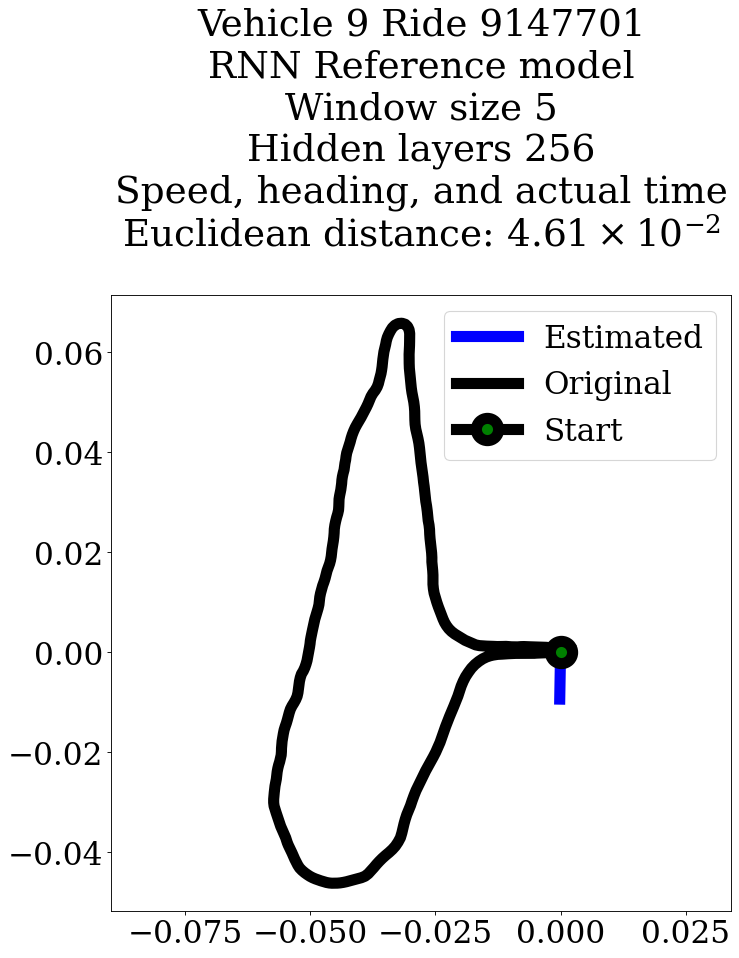 Vehicle 9 Ride 9147701
RNN Reference model
Window size 5
Hidden layers 256
Speed, heading, and actual time
Euclidean distance: 4.61 × 10⁻²
Estimated
Original
Start
0.06
0.04
0.02
0.00
−0.02
−0.04
−0.075 −0.050 −0.025 0.000 0.025